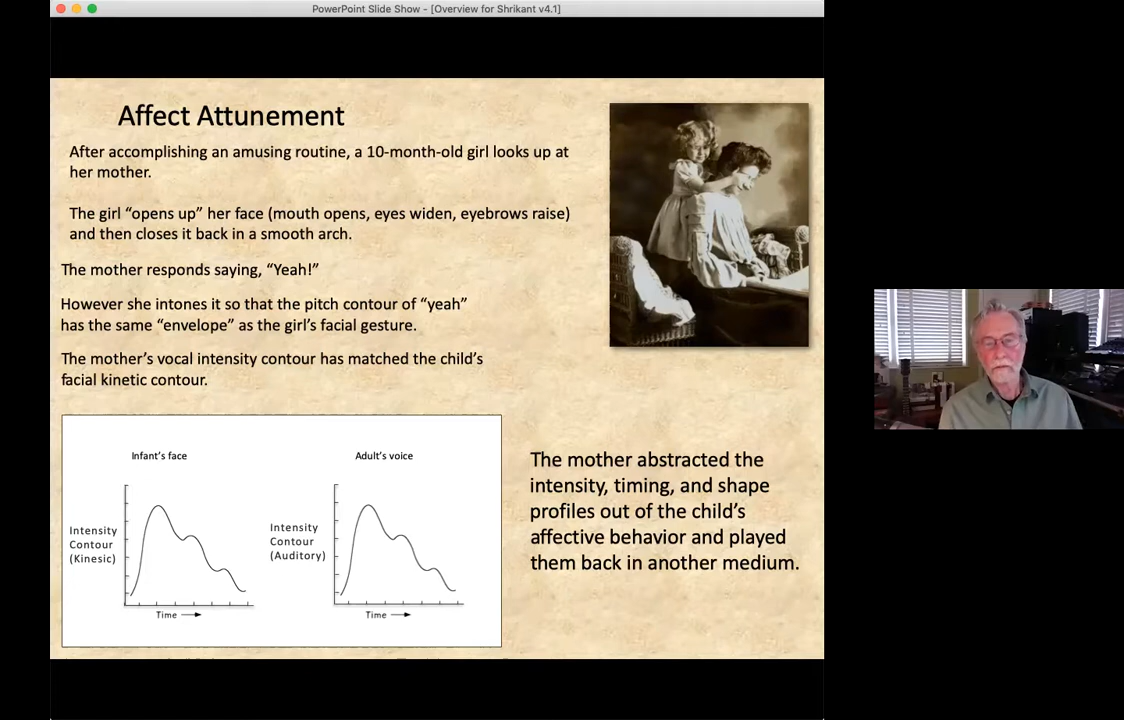 PowerPoint Slide Show - [Overview for Shrikant v4.1]
Affect Attunement
After accomplishing an amusing routine, a 10-month-old girl looks up at
her mother.
The girl “opens up” her face (mouth opens, eyes widen, eyebrows raise)
and then closes it back in a smooth arch.
The mother responds saying, “Yeah!”
However she intones it so that the pitch contour of “yeah”
has the same “envelope” as the girl’s facial gesture.
The mother’s vocal intensity contour has matched the child’s
facial kinetic contour.
Infant’s face
Intensity
Contour
(Kinesic)
Time
Adult’s voice
Intensity
Contour
(Auditory)
Time
The mother abstracted the
intensity, timing, and shape
profiles out of the child’s
affective behavior and played
them back in another medium.